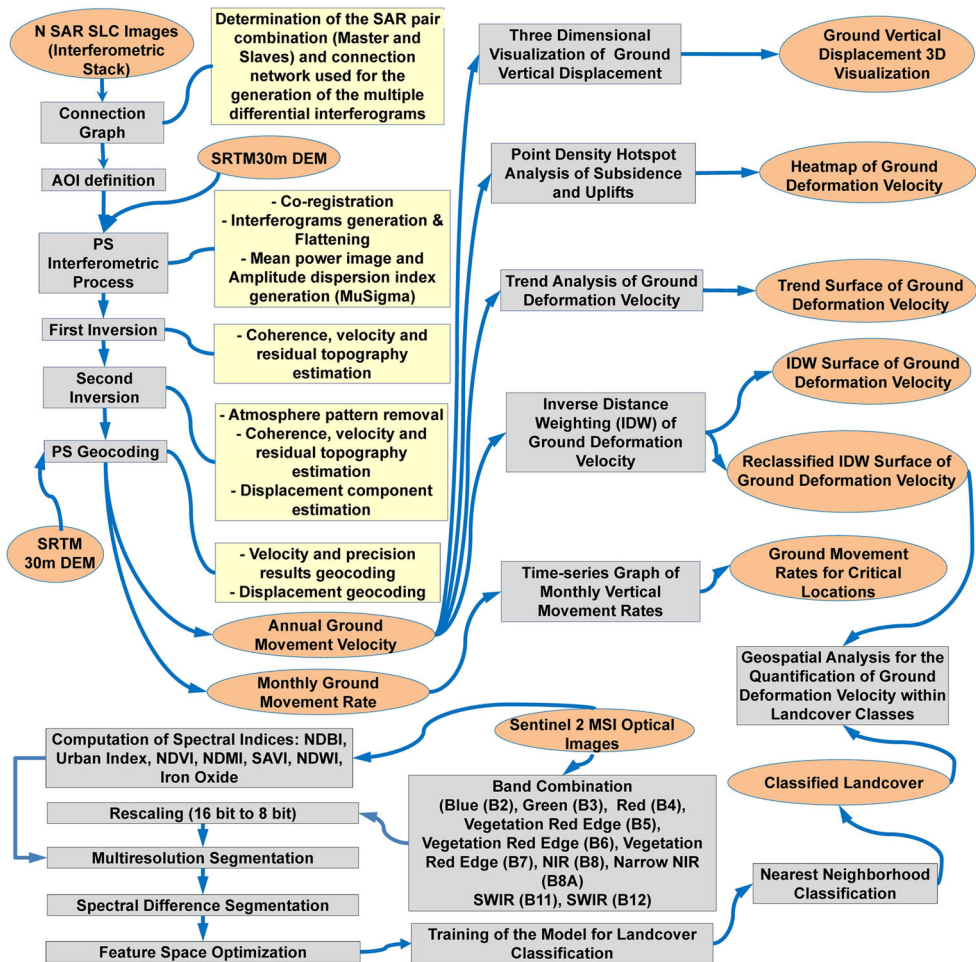 N SAR SLC Images
(Interferometric
Stack)
Determination of the SAR pair
combination (Master and
Slaves) and connection
network used for the
generation of the multiple
differential interferograms
Connection
Graph
AOI definition
SRTM30m DEM
PS
Interferometric
Process
- Co-registration
- Interferograms generation &
Flattening
- Mean power image and
Amplitude dispersion index
generation (MuSigma)
First Inversion
- Coherence, velocity and
residual topography
estimation
Second
Inversion
- Atmosphere pattern removal
- Coherence, velocity and
residual topography
estimation
- Displacement component
estimation
PS Geocoding
SRTM
30m DEM
- Velocity and precision
results geocoding
- Displacement geocoding
Annual Ground
Movement Velocity
Monthly Ground
Movement Rate
Three Dimensional
Visualization of Ground
Vertical Displacement
Ground Vertical
Displacement 3D
Visualization
Point Density Hotspot
Analysis of Subsidence
and Uplifts
Heatmap of Ground
Deformation Velocity
Trend Analysis of Ground
Deformation Velocity
Trend Surface of Ground
Deformation Velocity
Inverse Distance
Weighting (IDW) of
Ground Deformation
Velocity
IDW Surface of Ground
Deformation Velocity
Reclassified IDW Surface of
Ground Deformation Velocity
Time-series Graph of
Monthly Vertical
Movement Rates
Ground Movement
Rates for Critical
Locations
Geospatial Analysis for the
Quantification of Ground
Deformation Velocity within
Landcover Classes
Sentinel 2 MSI Optical
Images
Computation of Spectral Indices: NDBI,
Urban Index, NDVI, NDMI, SAVI, NDWI,
Iron Oxide
Band Combination
(Blue (B2), Green (B3), Red (B4),
Vegetation Red Edge (B5),
Vegetation Red Edge (B6), Vegetation
Red Edge (B7), NIR (B8), Narrow NIR
(B8A)
SWIR (B11), SWIR (B12)
Rescaling (16 bit to 8 bit)
Multiresolution Segmentation
Spectral Difference Segmentation
Feature Space Optimization
Training of the Model for Landcover
Classification
Nearest Neighborhood
Classification
Classified Landcover